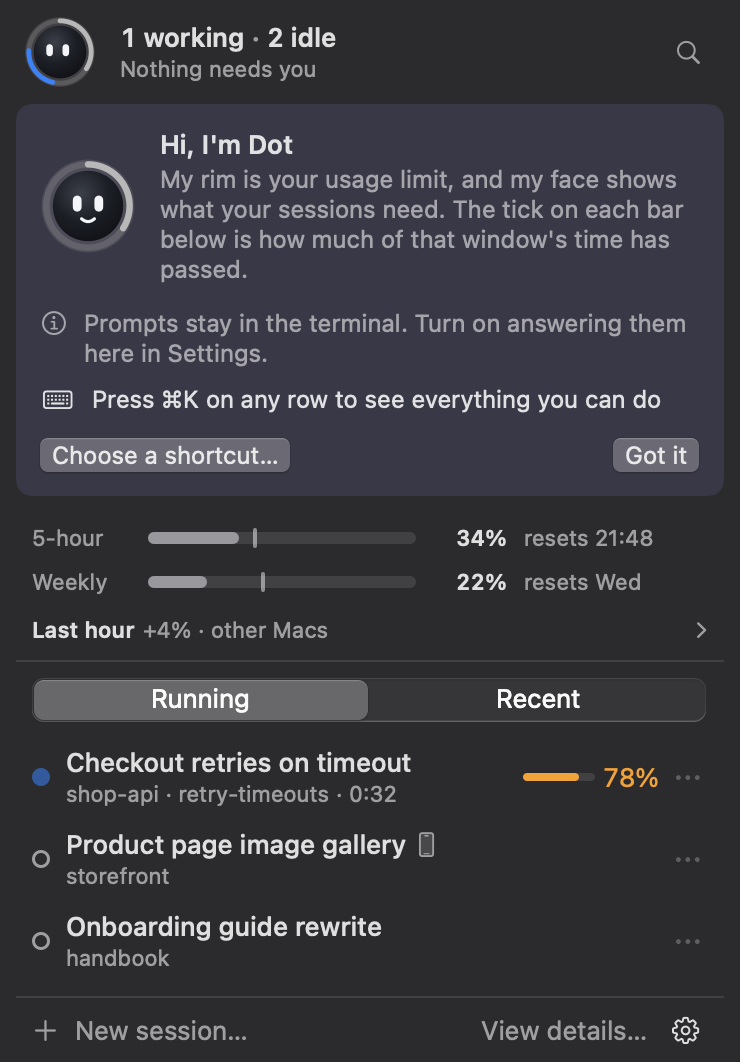 1 working · 2 idle
Nothing needs you
Hi, I'm Dot
My rim is your usage limit, and my face shows
what your sessions need. The tick on each bar
below is how much of that window's time has
passed.
Prompts stay in the terminal. Turn on answering them
here in Settings.
Press ⌘K on any row to see everything you can do
Choose a shortcut...
Got it
5-hour 34% resets 21:48
Weekly 22% resets Wed
Last hour +4% · other Macs
Running
Recent
Checkout retries on timeout 78%
shop-api · retry-timeouts · 0:32
Product page image gallery
storefront
Onboarding guide rewrite
handbook
New session...
View details...